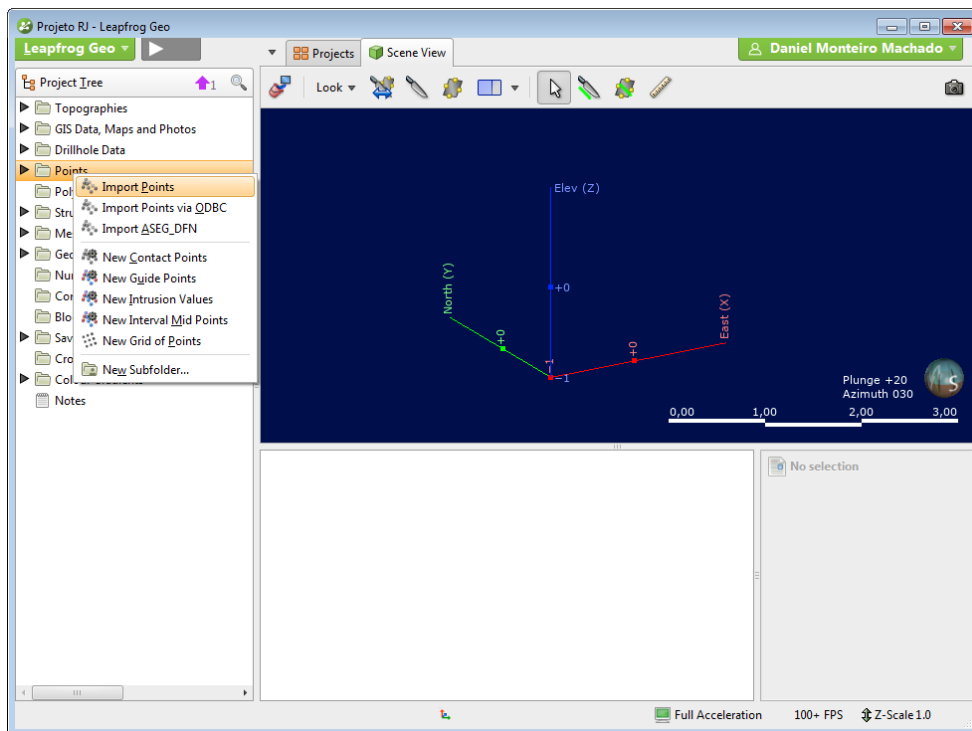 Projeto RJ - Leapfrog Geo
Leapfrog Geo
Projects
Scene View
Daniel Monteiro Machado
Project Tree
1
Look
Topographies
GIS Data, Maps and Photos
Drillhole Data
Points
Import Points
Import Points via ODBC
Import ASEG_DFN
New Contact Points
New Guide Points
New Intrusion Values
New Interval Mid Points
New Grid of Points
New Subfolder...
Notes
Elev (Z)
North (Y)
East (X)
+0
+0
+0
-1
-1
S
Plunge +20
Azimuth 030
0,00 1,00 2,00 3,00
No selection
Full Acceleration
100+ FPS
Z-Scale 1.0